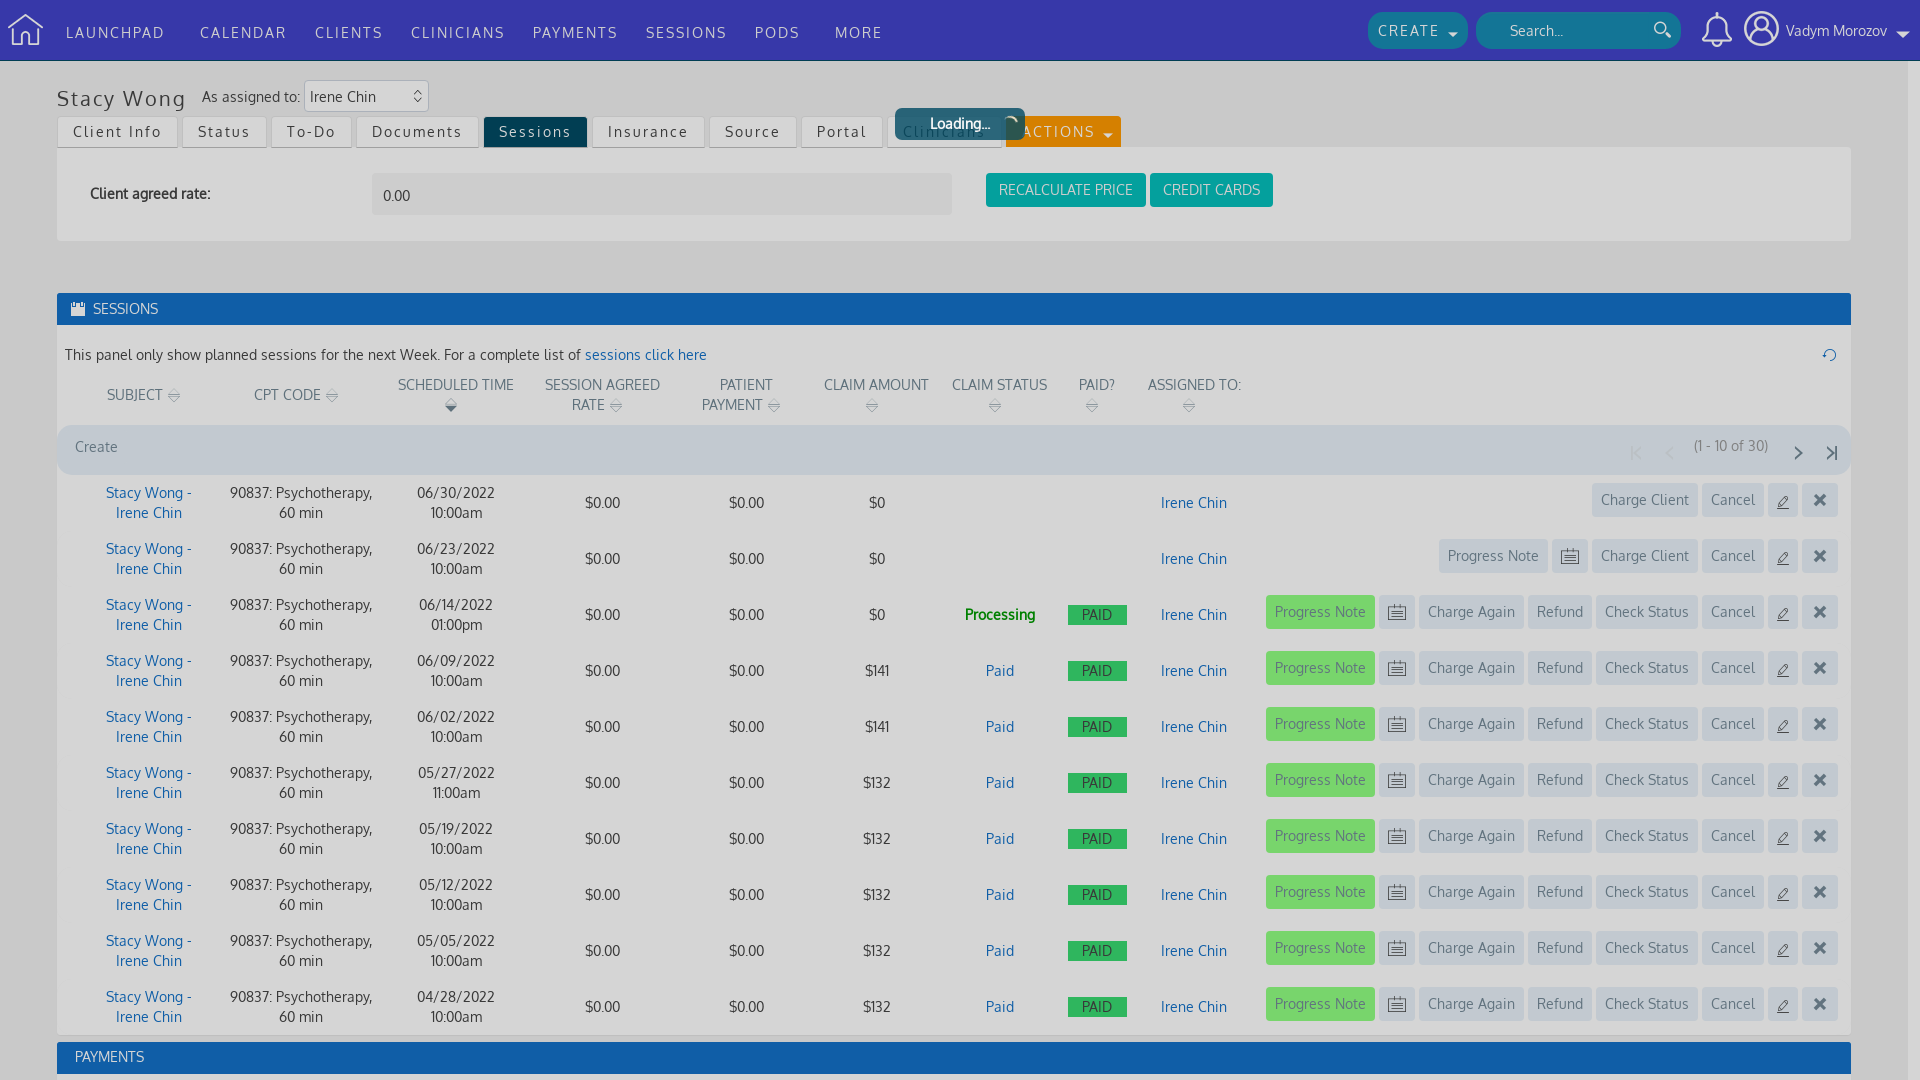 LAUNCHPAD CALENDAR CLIENTS CLINICIANS PAYMENTS SESSIONS PODS MORE CREATE Search... Vadym Morozov
Stacy Wong As assigned to: Irene Chin
Client Info Status To-Do Documents Sessions Insurance Source Portal Clinicians ACTIONS
Loading...
Client agreed rate: 0.00 RECALCULATE PRICE CREDIT CARDS
SESSIONS
This panel only show planned sessions for the next Week. For a complete list of sessions click here
SUBJECT CPT CODE SCHEDULED TIME SESSION AGREED RATE PATIENT PAYMENT CLAIM AMOUNT CLAIM STATUS PAID? ASSIGNED TO:
Create (1 - 10 of 30)
Stacy Wong - Irene Chin 90837: Psychotherapy, 60 min 06/30/2022 10:00am $0.00 $0.00 $0 Irene Chin Charge Client Cancel
Stacy Wong - Irene Chin 90837: Psychotherapy, 60 min 06/23/2022 10:00am $0.00 $0.00 $0 Irene Chin Progress Note Charge Client Cancel
Stacy Wong - Irene Chin 90837: Psychotherapy, 60 min 06/14/2022 01:00pm $0.00 $0.00 $0 Processing PAID Irene Chin Progress Note Charge Again Refund Check Status Cancel
Stacy Wong - Irene Chin 90837: Psychotherapy, 60 min 06/09/2022 10:00am $0.00 $0.00 $141 Paid PAID Irene Chin Progress Note Charge Again Refund Check Status Cancel
Stacy Wong - Irene Chin 90837: Psychotherapy, 60 min 06/02/2022 10:00am $0.00 $0.00 $141 Paid PAID Irene Chin Progress Note Charge Again Refund Check Status Cancel
Stacy Wong - Irene Chin 90837: Psychotherapy, 60 min 05/27/2022 11:00am $0.00 $0.00 $132 Paid PAID Irene Chin Progress Note Charge Again Refund Check Status Cancel
Stacy Wong - Irene Chin 90837: Psychotherapy, 60 min 05/19/2022 10:00am $0.00 $0.00 $132 Paid PAID Irene Chin Progress Note Charge Again Refund Check Status Cancel
Stacy Wong - Irene Chin 90837: Psychotherapy, 60 min 05/12/2022 10:00am $0.00 $0.00 $132 Paid PAID Irene Chin Progress Note Charge Again Refund Check Status Cancel
Stacy Wong - Irene Chin 90837: Psychotherapy, 60 min 05/05/2022 10:00am $0.00 $0.00 $132 Paid PAID Irene Chin Progress Note Charge Again Refund Check Status Cancel
Stacy Wong - Irene Chin 90837: Psychotherapy, 60 min 04/28/2022 10:00am $0.00 $0.00 $132 Paid PAID Irene Chin Progress Note Charge Again Refund Check Status Cancel
PAYMENTS